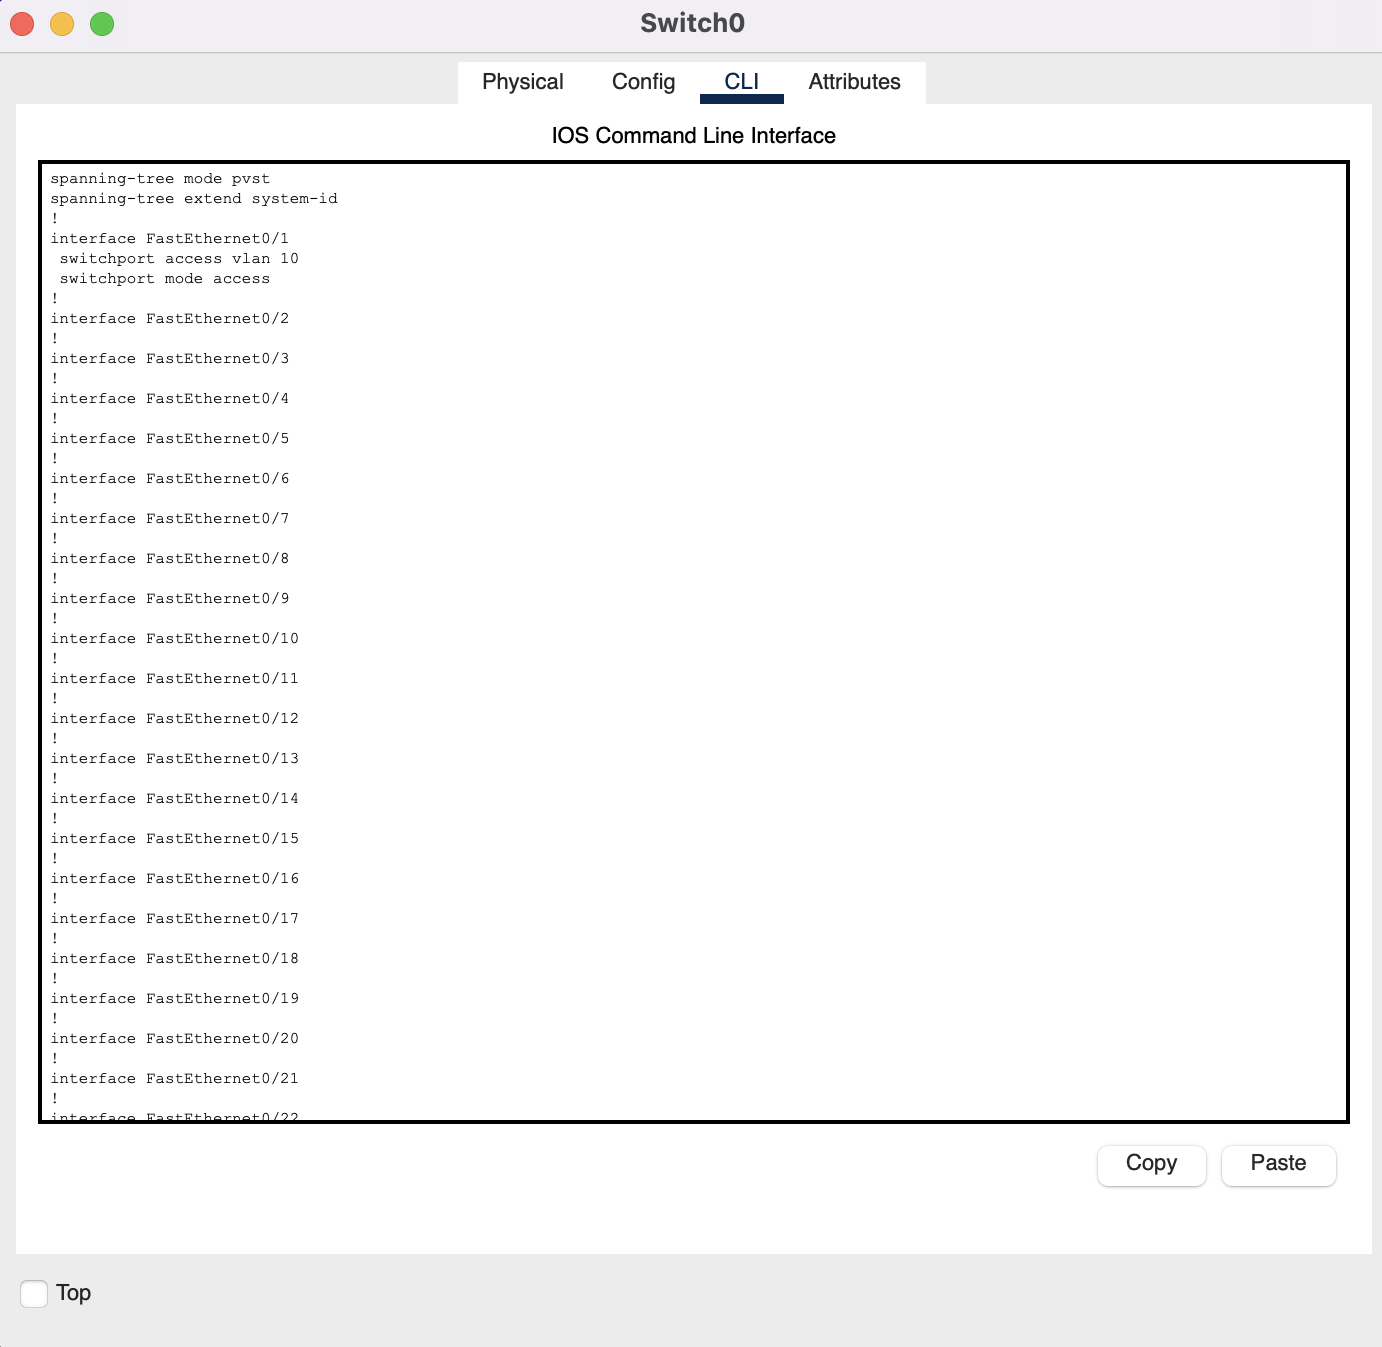 Switch0
Physical Config CLI Attributes
IOS Command Line Interface
spanning-tree mode pvst
spanning-tree extend system-id
!
interface FastEthernet0/1
 switchport access vlan 10
 switchport mode access
!
interface FastEthernet0/2
!
interface FastEthernet0/3
!
interface FastEthernet0/4
!
interface FastEthernet0/5
!
interface FastEthernet0/6
!
interface FastEthernet0/7
!
interface FastEthernet0/8
!
interface FastEthernet0/9
!
interface FastEthernet0/10
!
interface FastEthernet0/11
!
interface FastEthernet0/12
!
interface FastEthernet0/13
!
interface FastEthernet0/14
!
interface FastEthernet0/15
!
interface FastEthernet0/16
!
interface FastEthernet0/17
!
interface FastEthernet0/18
!
interface FastEthernet0/19
!
interface FastEthernet0/20
!
interface FastEthernet0/21
!
interface FastEthernet0/22
Copy Paste
Top